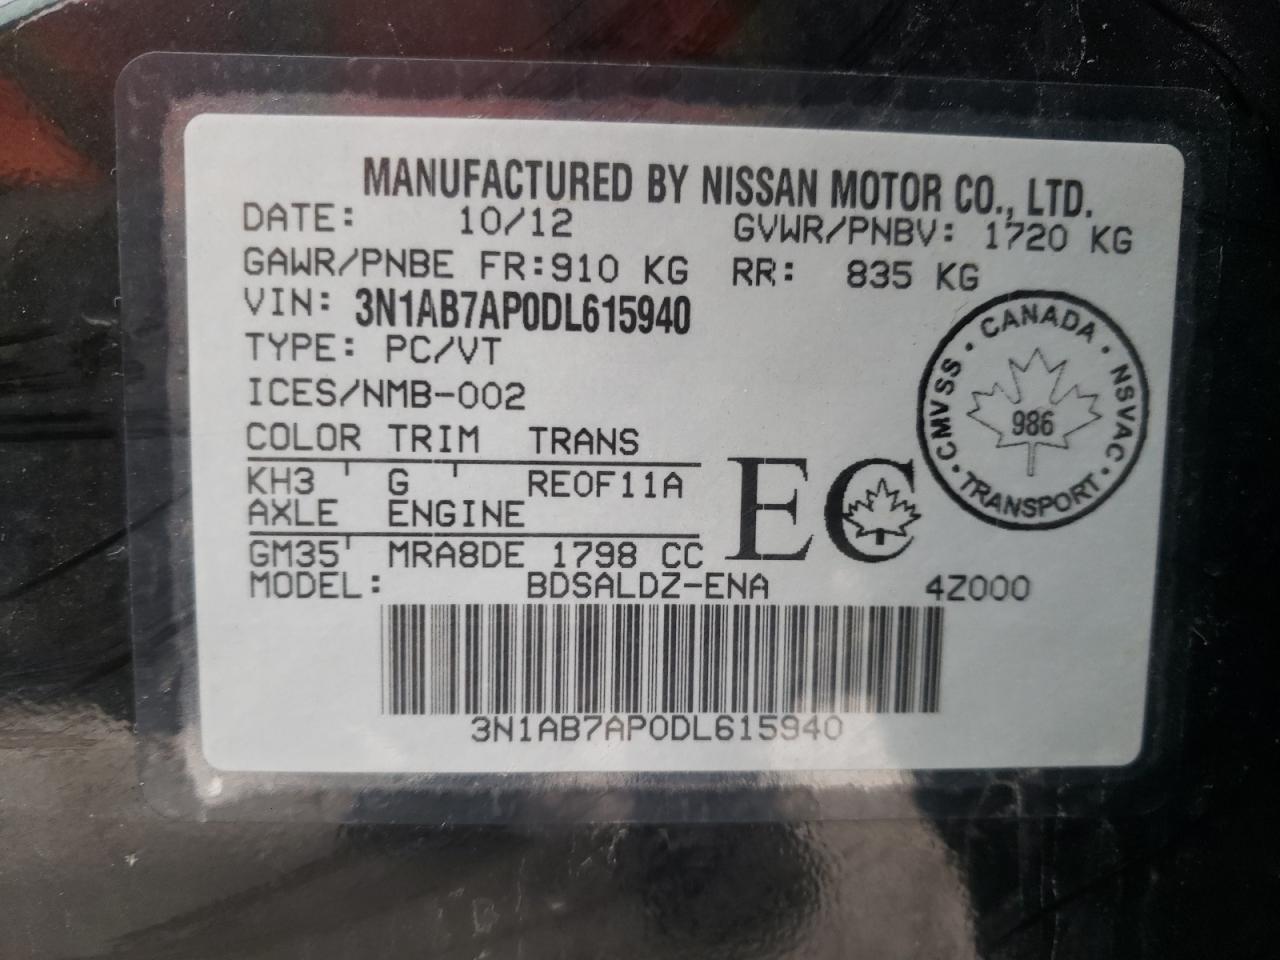 MANUFACTURED BY NISSAN MOTOR CO., LTD.
DATE: 10/12 GVWR/PNBV: 1720 KG
GAWR/PNBE FR:910 KG RR: 835 KG
VIN: 3N1AB7AP0DL615940
TYPE: PC/VT
ICES/NMB-002
COLOR TRIM TRANS
KH3 ' G ' RE0F11A
AXLE ENGINE
GM35' MRA8DE 1798 CC
MODEL: BDSALDZ-ENA 4Z000
3N1AB7AP0DL615940
EC
CANADA · NSVAC · TRANSPORT · CMVSS ·
986